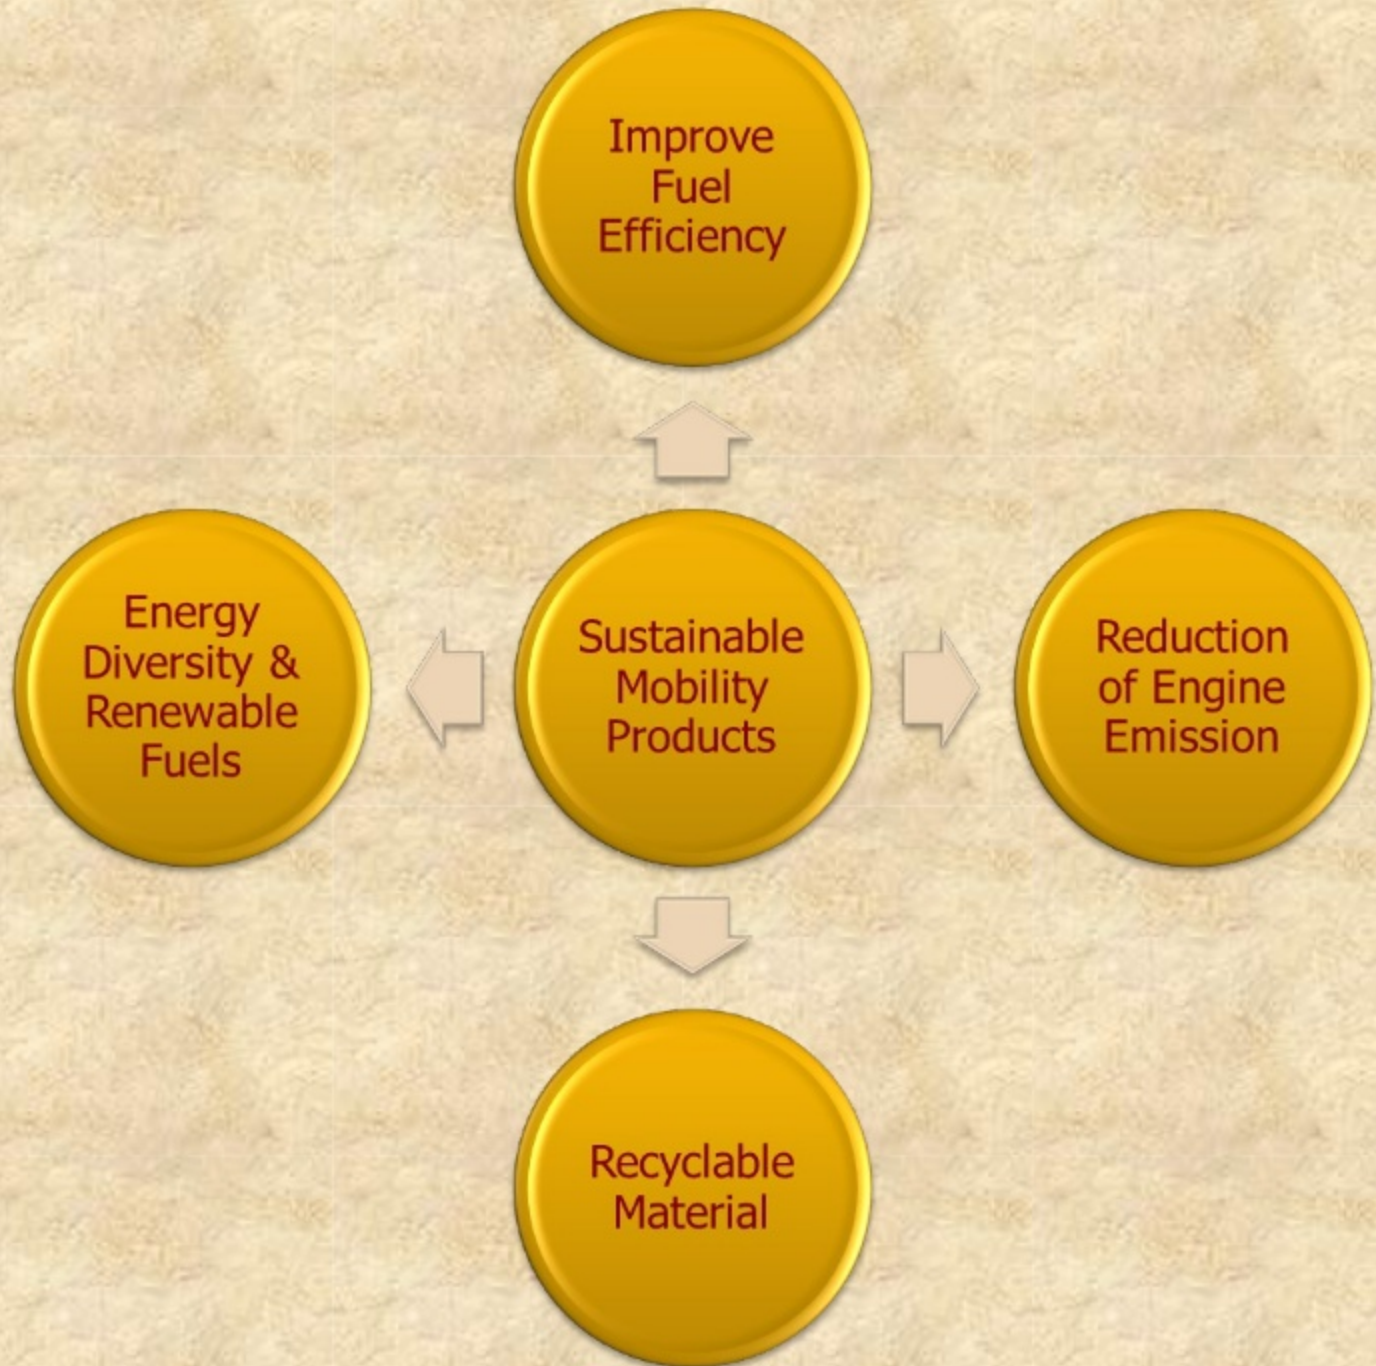 Improve
Fuel
Efficiency
Energy
Diversity &
Renewable
Fuels
Sustainable
Mobility
Products
Reduction
of Engine
Emission
Recyclable
Material